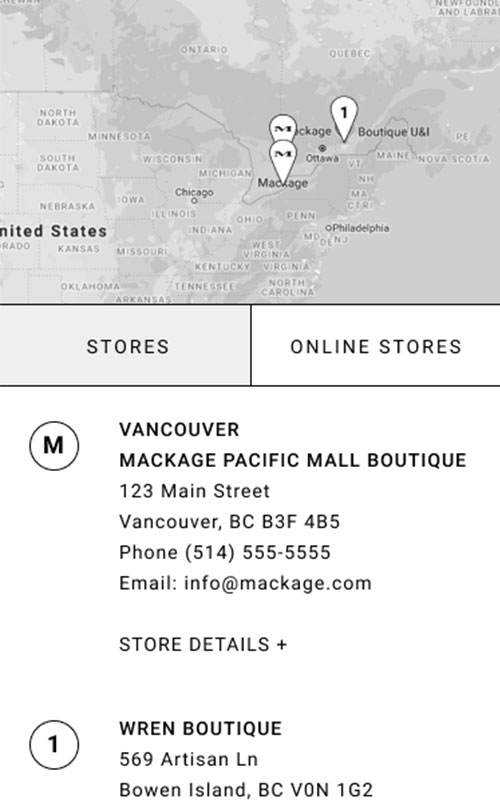 NEWFOUNDL
AND LABRA
ONTARIO
QUEBEC
NORTH
DAKOTA
MINNESOTA
1
ckage
Boutique U&I
PE
SOUTH
DAKOTA
WISCONSIN
Ottawa
VT
MAINE
NOVA SCOTIA
MICHIGAN
Mackage
NH
MA
CT RI
Chicago
NEBRASKA
IOWA
ILLINOIS
OHIO
PENN
nited States
INDIANA
Philadelphia
MD
DE
NJ
ORADO
KANSAS
MISSOURI
WEST
VIRGINIA
KENTUCKY
VIRGINIA
OKLAHOMA
TENNESSEE
NORTH
CAROLINA
ARKANSAS
STORES
ONLINE STORES
M
VANCOUVER
MACKAGE PACIFIC MALL BOUTIQUE
123 Main Street
Vancouver, BC B3F 4B5
Phone (514) 555-5555
Email: info@mackage.com
STORE DETAILS +
1
WREN BOUTIQUE
569 Artisan Ln
Bowen Island, BC V0N 1G2